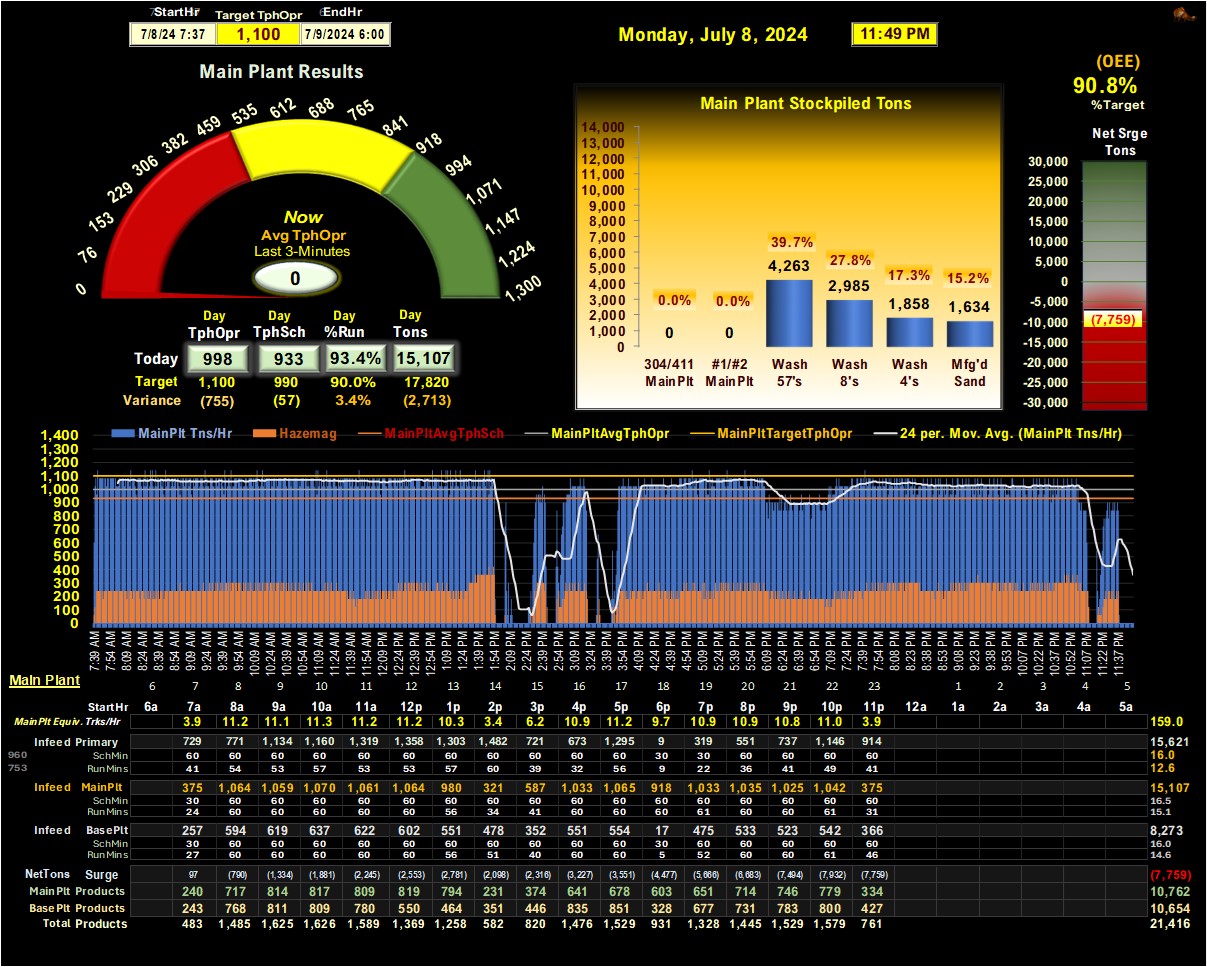 StartHr Target TphOpr EndHr
7/8/24 7:37 1,100 7/9/2024 6:00
Monday, July 8, 2024 11:49 PM
Main Plant Results
0 76 153 229 306 382 459 535 612 688 765 841 918 994 1,071 1,147 1,224 1,300
Now
Avg TphOpr
Last 3-Minutes
0
Day Day Day Day
TphOpr TphSch %Run Tons
Today 998 933 93.4% 15,107
Target 1,100 990 90.0% 17,820
Variance (755) (57) 3.4% (2,713)
Main Plant Stockpiled Tons
14,000
13,000
12,000
11,000
10,000
9,000
8,000
7,000
6,000
5,000
4,000
3,000
2,000
1,000
0
0.0% 0.0% 39.7% 27.8% 17.3% 15.2%
0 0 4,263 2,985 1,858 1,634
304/411 #1/#2 Wash Wash Wash Mfg'd
MainPlt MainPlt 57's 8's 4's Sand
(OEE)
90.8%
%Target
Net Srge
Tons
30,000
25,000
20,000
15,000
10,000
5,000
0
-5,000
-10,000
-15,000
-20,000
-25,000
-30,000
(7,759)
MainPlt Tns/Hr Hazemag MainPltAvgTphSch MainPltAvgTphOpr MainPltTargetTphOpr 24 per. Mov. Avg. (MainPlt Tns/Hr)
1,400
1,300
1,200
1,100
1,000
900
800
700
600
500
400
300
200
100
0
7:39 AM 7:54 AM 8:09 AM 8:24 AM 8:39 AM 8:54 AM 9:09 AM 9:24 AM 9:39 AM 9:54 AM 10:09 AM 10:24 AM 10:39 AM 10:54 AM 11:09 AM 11:24 AM 11:39 AM 11:54 AM 12:09 PM 12:24 PM 12:39 PM 12:54 PM 1:09 PM 1:24 PM 1:39 PM 1:54 PM 2:09 PM 2:24 PM 2:39 PM 2:54 PM 3:09 PM 3:24 PM 3:39 PM 3:54 PM 4:09 PM 4:24 PM 4:39 PM 4:54 PM 5:09 PM 5:24 PM 5:39 PM 5:54 PM 6:09 PM 6:24 PM 6:39 PM 6:54 PM 7:09 PM 7:24 PM 7:39 PM 7:54 PM 8:08 PM 8:23 PM 8:38 PM 8:53 PM 9:08 PM 9:23 PM 9:38 PM 9:53 PM 10:07 PM 10:22 PM 10:37 PM 10:52 PM 11:07 PM 11:22 PM 11:37 PM
Main Plant
6 7 8 9 10 11 12 13 14 15 16 17 18 19 20 21 22 23 1 2 3 4 5
StartHr 6a 7a 8a 9a 10a 11a 12p 1p 2p 3p 4p 5p 6p 7p 8p 9p 10p 11p 12a 1a 2a 3a 4a 5a
MainPlt Equiv. Trks/Hr 3.9 11.2 11.1 11.3 11.2 11.2 10.3 3.4 6.2 10.9 11.2 9.7 10.9 10.9 10.8 11.0 3.9 159.0
Infeed Primary 729 771 1,134 1,160 1,319 1,358 1,303 1,482 721 673 1,295 9 319 551 737 1,146 914 15,621
960 SchMin 60 60 60 60 60 60 60 60 60 60 60 30 30 60 60 60 60 16.0
753 RunMins 41 54 53 57 53 53 57 60 39 32 56 9 22 36 41 49 41 12.6
Infeed MainPlt 375 1,064 1,059 1,070 1,061 1,064 980 321 587 1,033 1,065 918 1,033 1,035 1,025 1,042 375 15,107
SchMin 30 60 60 60 60 60 60 60 60 60 60 60 60 60 60 60 60 16.5
RunMins 24 60 60 60 60 60 56 34 41 60 60 60 61 60 60 61 31 15.1
Infeed BasePlt 257 594 619 637 622 602 551 478 352 551 554 17 475 533 523 542 366 8,273
SchMin 30 60 60 60 60 60 60 60 60 60 60 30 60 60 60 60 60 16.0
RunMins 27 60 60 60 60 60 56 51 40 60 60 5 52 60 60 61 46 14.6
NetTons Surge 97 (790) (1,334) (1,881) (2,245) (2,553) (2,781) (2,098) (2,316) (3,227) (3,551) (4,477) (5,666) (6,683) (7,494) (7,932) (7,759) (7,759)
MainPlt Products 240 717 814 817 809 819 794 231 374 641 678 603 651 714 746 779 334 10,762
BasePlt Products 243 768 811 809 780 550 464 351 446 835 851 328 677 731 783 800 427 10,654
Total Products 483 1,485 1,625 1,626 1,589 1,369 1,258 582 820 1,476 1,529 931 1,328 1,445 1,529 1,579 761 21,416